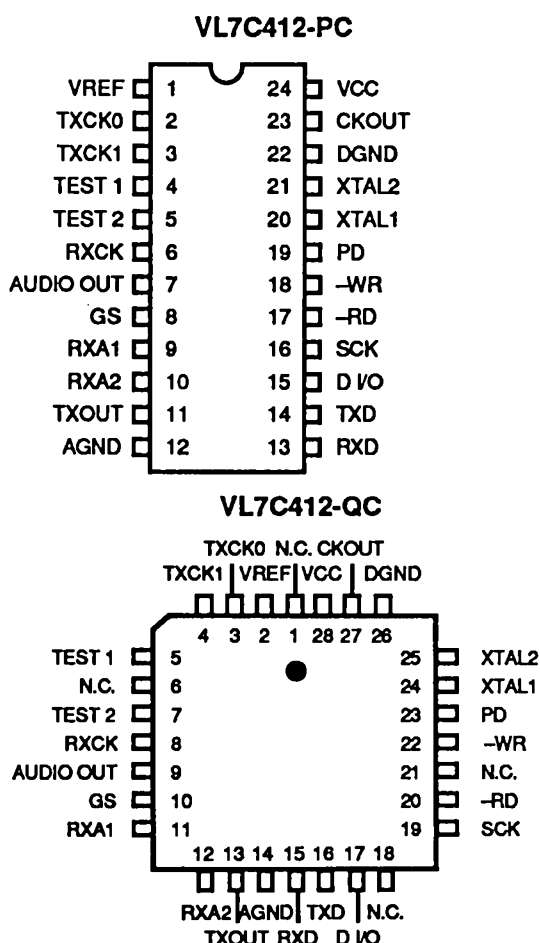 VL7C412-PC
VREF 1 24 VCC
TXCK0 2 23 CKOUT
TXCK1 3 22 DGND
TEST 1 4 21 XTAL2
TEST 2 5 20 XTAL1
RXCK 6 19 PD
AUDIO OUT 7 18 –WR
GS 8 17 –RD
RXA1 9 16 SCK
RXA2 10 15 D I/O
TXOUT 11 14 TXD
AGND 12 13 RXD
VL7C412-QC
TXCK0 N.C. CKOUT
TXCK1 VREF VCC DGND
4 3 2 1 28 27 26
TEST 1 5 25 XTAL2
N.C. 6 24 XTAL1
TEST 2 7 23 PD
RXCK 8 22 –WR
AUDIO OUT 9 21 N.C.
GS 10 20 –RD
RXA1 11 19 SCK
12 13 14 15 16 17 18
RXA2 AGND TXD N.C.
TXOUT RXD D I/O